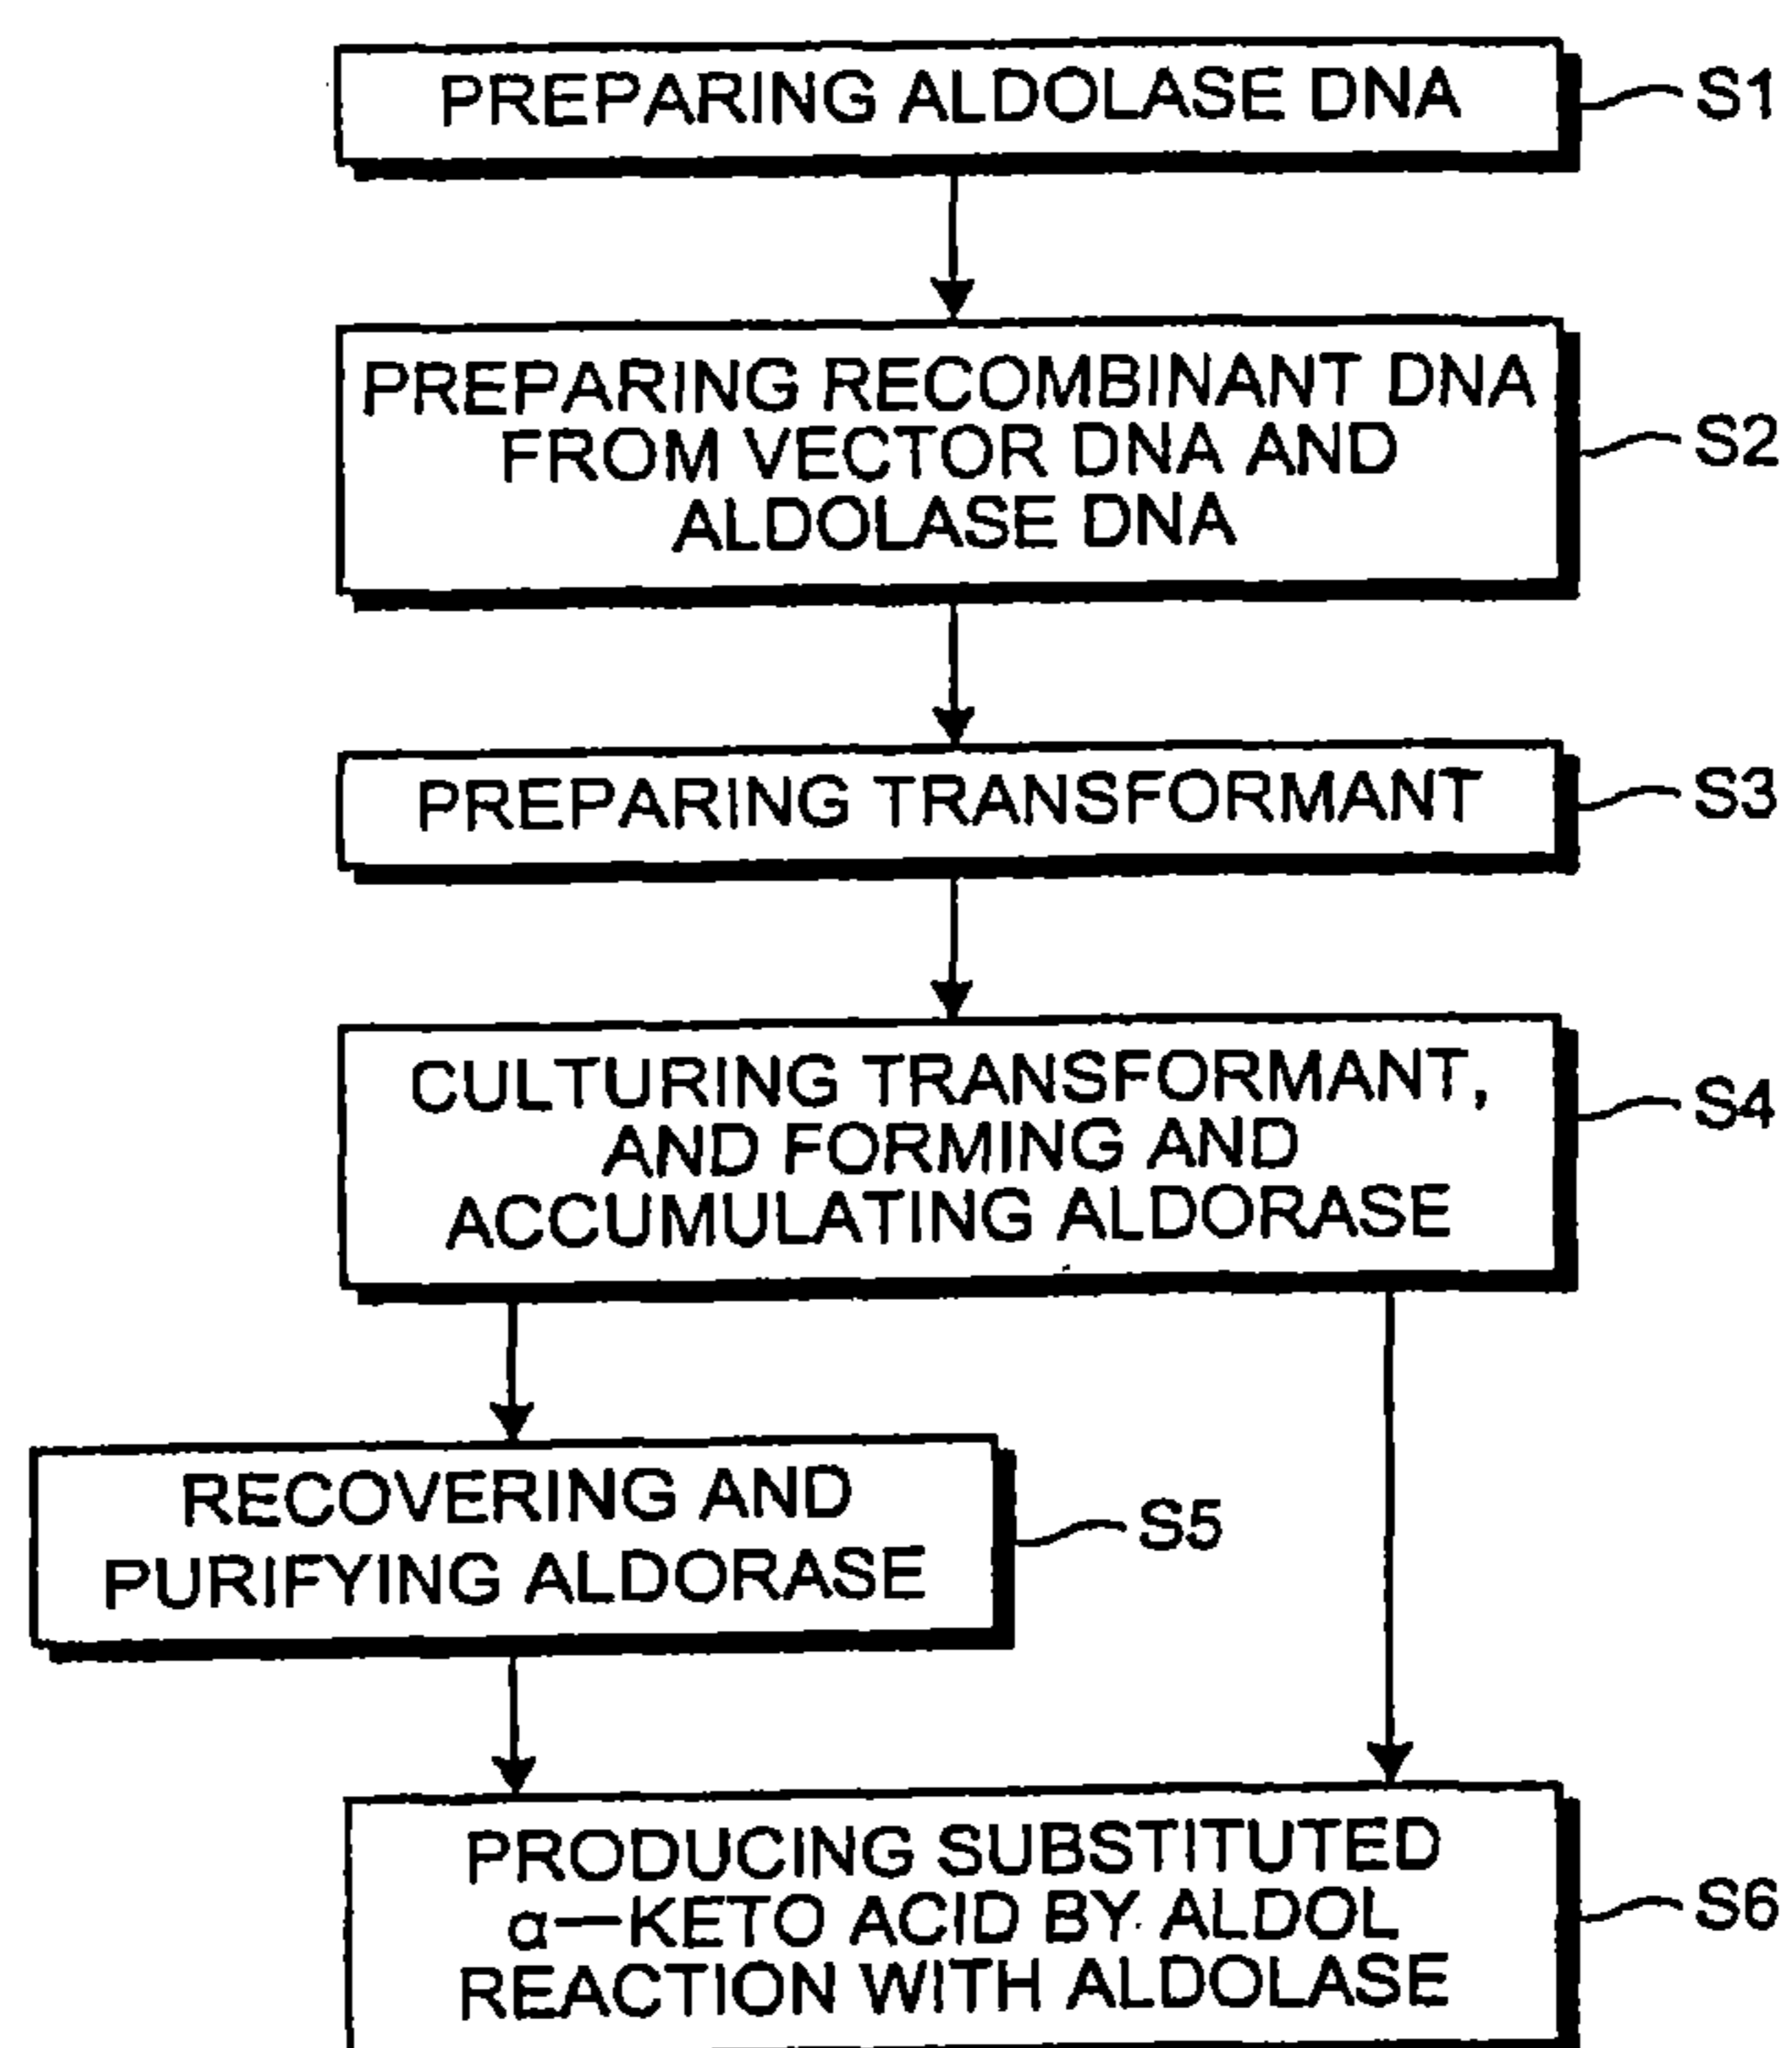 PREPARING ALDOLASE DNA
S1
PREPARING RECOMBINANT DNA
FROM VECTOR DNA AND
ALDOLASE DNA
S2
PREPARING TRANSFORMANT
S3
CULTURING TRANSFORMANT,
AND FORMING AND
ACCUMULATING ALDORASE
S4
RECOVERING AND
PURIFYING ALDORASE
S5
PRODUCING SUBSTITUTED
α—KETO ACID BY ALDOL
REACTION WITH ALDOLASE
S6